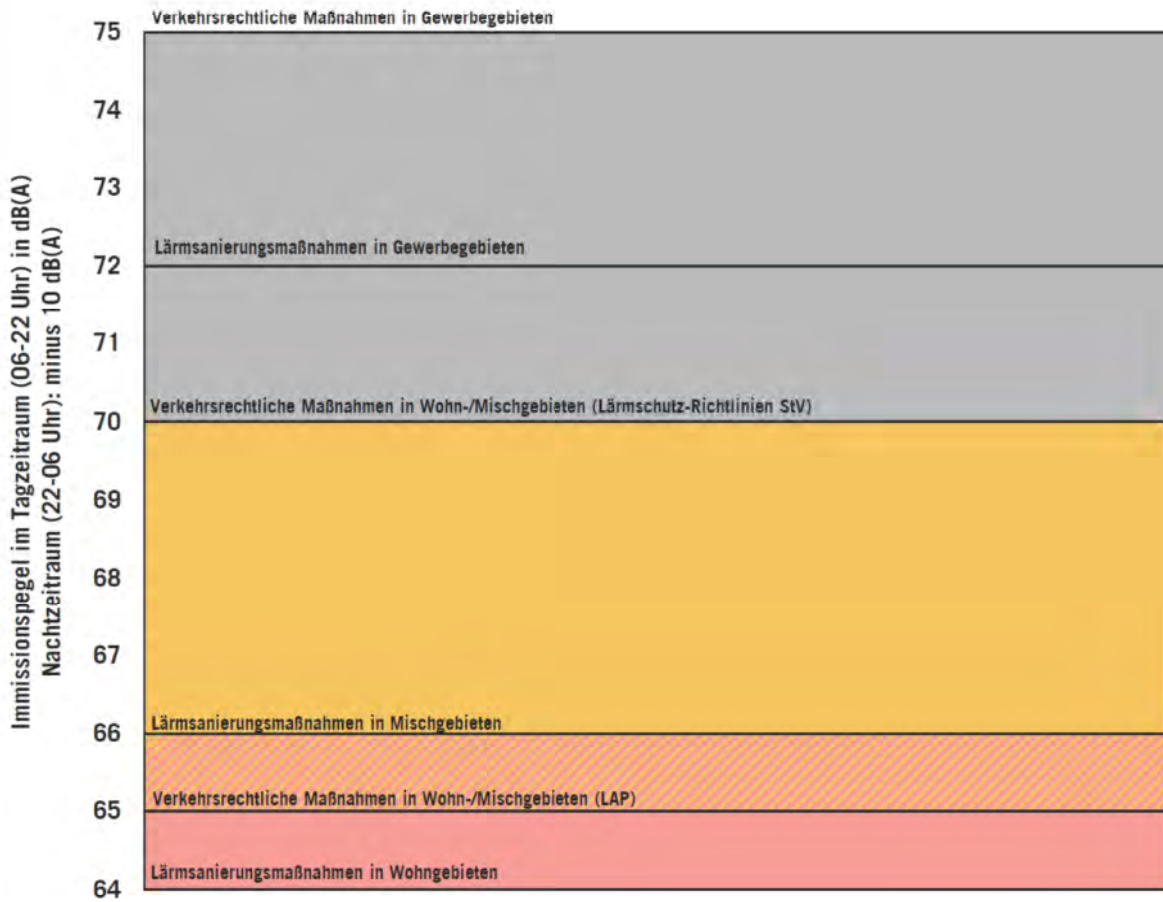 Verkehrsrechtliche Maßnahmen in Gewerbegebieten
75
74
73
Lärmsanierungsmaßnahmen in Gewerbegebieten
72
71
Verkehrsrechtliche Maßnahmen in Wohn-/Mischgebieten (Lärmschutz-Richtlinien StV)
70
69
68
67
Lärmsanierungsmaßnahmen in Mischgebieten
66
Verkehrsrechtliche Maßnahmen in Wohn-/Mischgebieten (LAP)
65
Lärmsanierungsmaßnahmen in Wohngebieten
64
Immissionspegel im Tagzeitraum (06-22 Uhr) in dB(A)
Nachtzeitraum (22-06 Uhr): minus 10 dB(A)